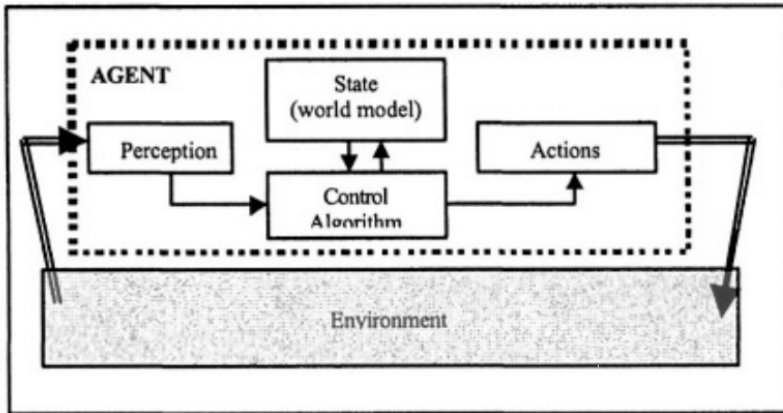 AGENT
State
(world model)
Perception
Actions
Control
Algorithm
Environment